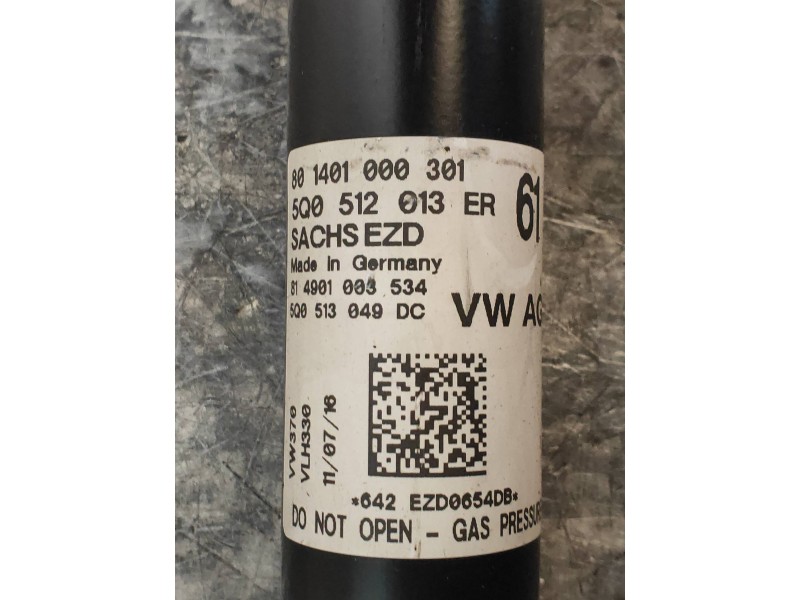 80 1401 000 301
5Q0 512 013 ER 61
SACHS EZD
Made in Germany
81 4901 003 534
5Q0 513 049 DC VW AG
VW370
VLH330
11/07/16
*642 EZD0654DB*
DO NOT OPEN - GAS PRESSURE